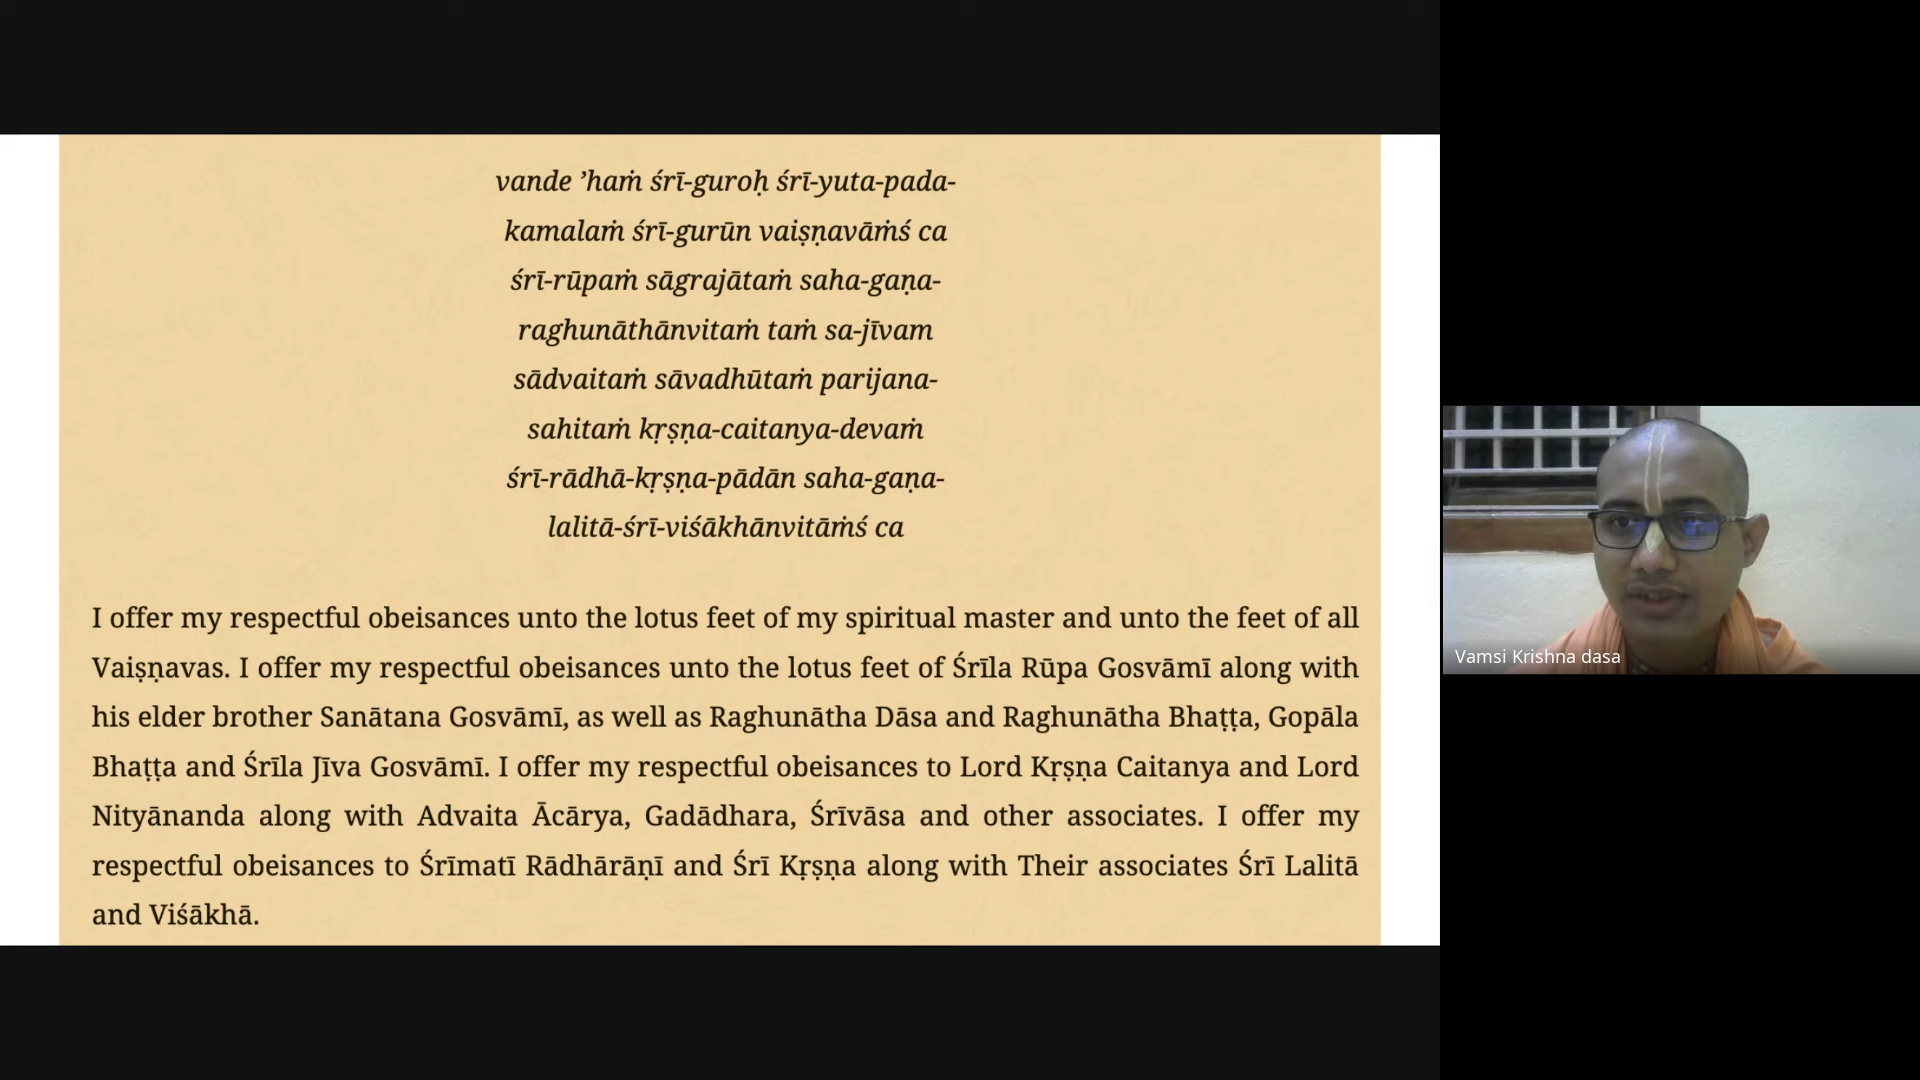 vande ’haṁ śrī-guroḥ śrī-yuta-pada-
kamalaṁ śrī-gurūn vaiṣṇavāṁś ca
śrī-rūpaṁ sāgrajātaṁ saha-gaṇa-
raghunāthānvitaṁ taṁ sa-jīvam
sādvaitaṁ sāvadhūtaṁ parijana-
sahitaṁ kṛṣṇa-caitanya-devaṁ
śrī-rādhā-kṛṣṇa-pādān saha-gaṇa-
lalitā-śrī-viśākhānvitāṁś ca
I offer my respectful obeisances unto the lotus feet of my spiritual master and unto the feet of all
Vaiṣṇavas. I offer my respectful obeisances unto the lotus feet of Śrīla Rūpa Gosvāmī along with
his elder brother Sanātana Gosvāmī, as well as Raghunātha Dāsa and Raghunātha Bhaṭṭa, Gopāla
Bhaṭṭa and Śrīla Jīva Gosvāmī. I offer my respectful obeisances to Lord Kṛṣṇa Caitanya and Lord
Nityānanda along with Advaita Ācārya, Gadādhara, Śrīvāsa and other associates. I offer my
respectful obeisances to Śrīmatī Rādhārāṇī and Śrī Kṛṣṇa along with Their associates Śrī Lalitā
and Viśākhā.
Vamsi Krishna dasa